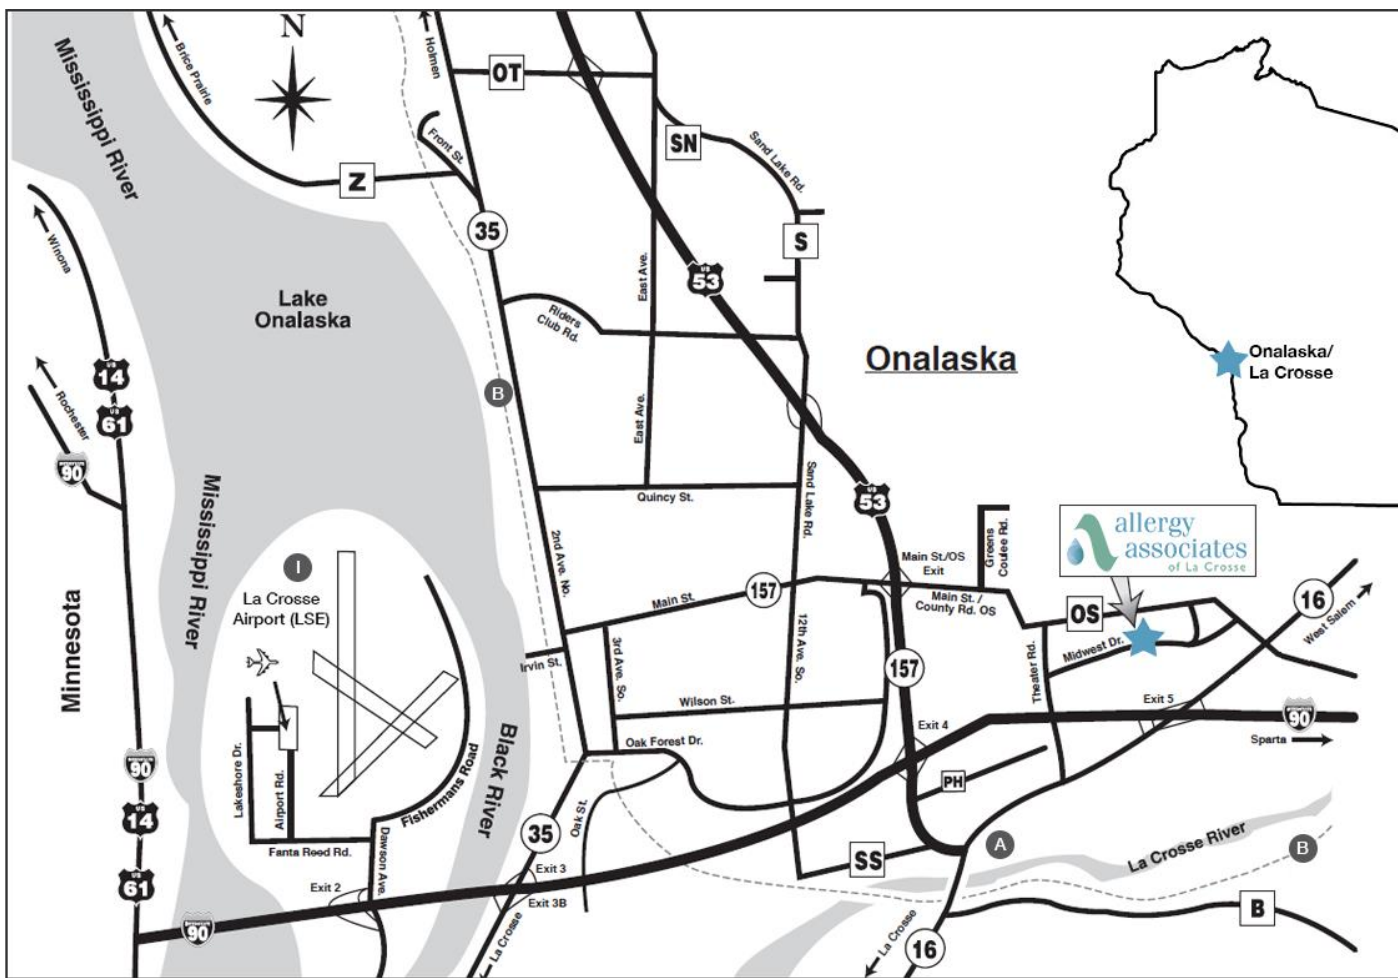 N
Mississippi River
Brice Prairie
Holmen
OT
Front St.
SN
Sand Lake Rd.
Z
35
S
Winona
East Ave.
US
53
Lake
Onalaska
Riders
Club Rd.
Onalaska
Onalaska/
La Crosse
US
14
US
61
Rochester
90
B
East Ave.
Quincy St.
Sand Lake Rd.
US
53
Mississippi River
2nd Ave. No.
Greens
Coulee Rd.
allergy
associates
of La Crosse
Main St./OS
Exit
I
La Crosse
Airport (LSE)
Main St.
157
Main St. /
County Rd. OS
OS
16
West Salem
Minnesota
Irvin St.
3rd Ave. So.
12th Ave. So.
157
Theater Rd.
Midwest Dr.
Wilson St.
Exit 4
Exit 5
90
Sparta
Oak Forest Dr.
Black River
Lakeshore Dr.
Airport Rd.
Fishermans Road
90
US
14
US
61
PH
35
Oak St.
Fanta Reed Rd.
Dawson Ave.
SS
A
La Crosse River
B
Exit 3
Exit 2
Exit 3B
90
La Crosse
La Crosse
16
B